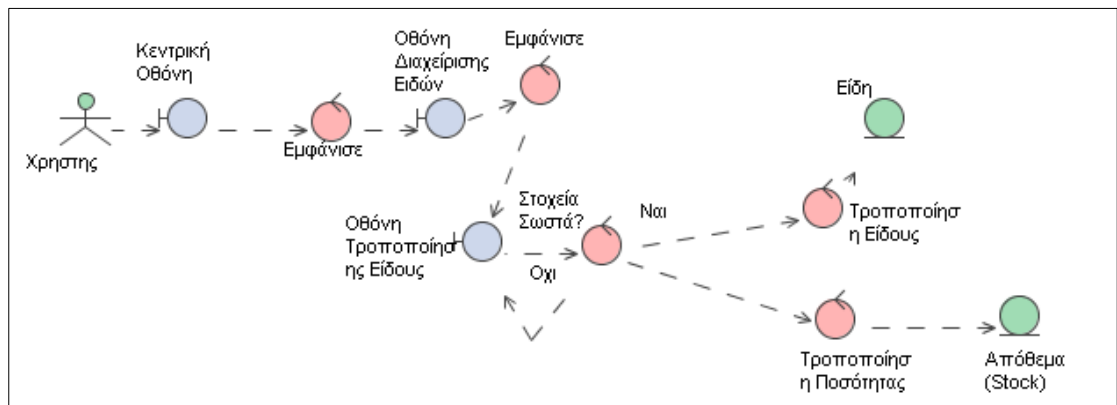 Κεντρική
Οθόνη
Οθόνη
Διαχείρισης
Ειδών
Εμφάνισε
Είδη
Χρηστης
Εμφάνισε
Οθόνη
Τροποποίησ
ης Είδους
Στοχεία
Σωστά?
Ναι
Οχι
Τροποποίησ
η Είδους
Τροποποίησ
η Ποσότητας
Απόθεμα
(Stock)